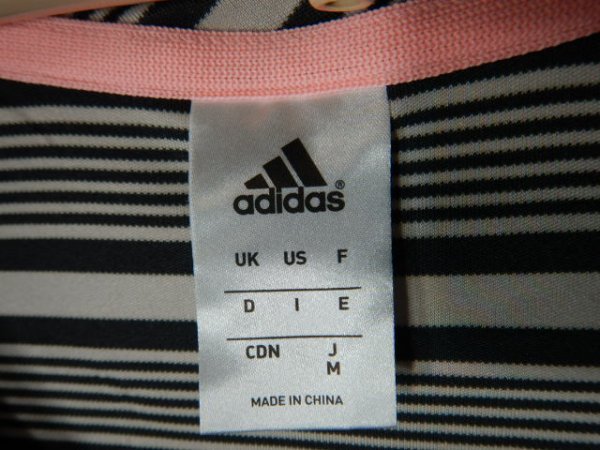 adidas®
UK US F
D I E
CDN J
M
MADE IN CHINA